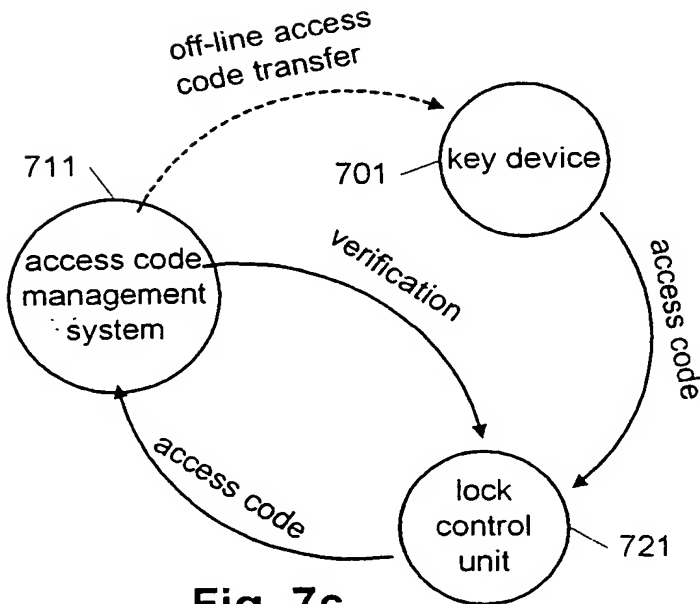 off-line access
code transfer
711
701
key device
access code
management
system
verification
access code
access code
lock
control
unit
721
Fig. 7c